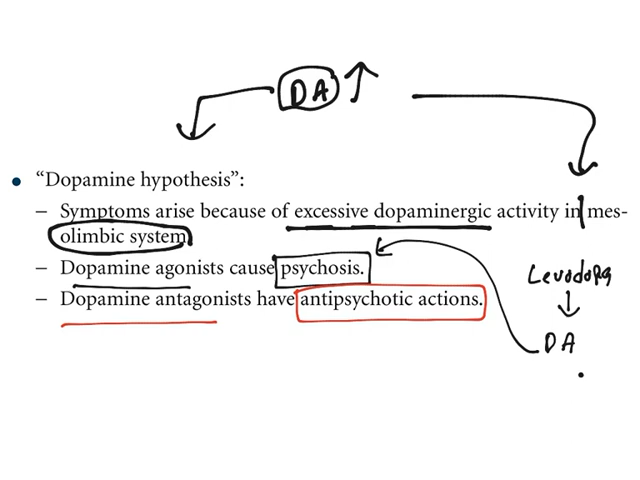 DA
• "Dopamine hypothesis":
– Symptoms arise because of excessive dopaminergic activity in mes-
olimbic system
– Dopamine agonists cause psychosis.
– Dopamine antagonists have antipsychotic actions.
Levodopa
DA